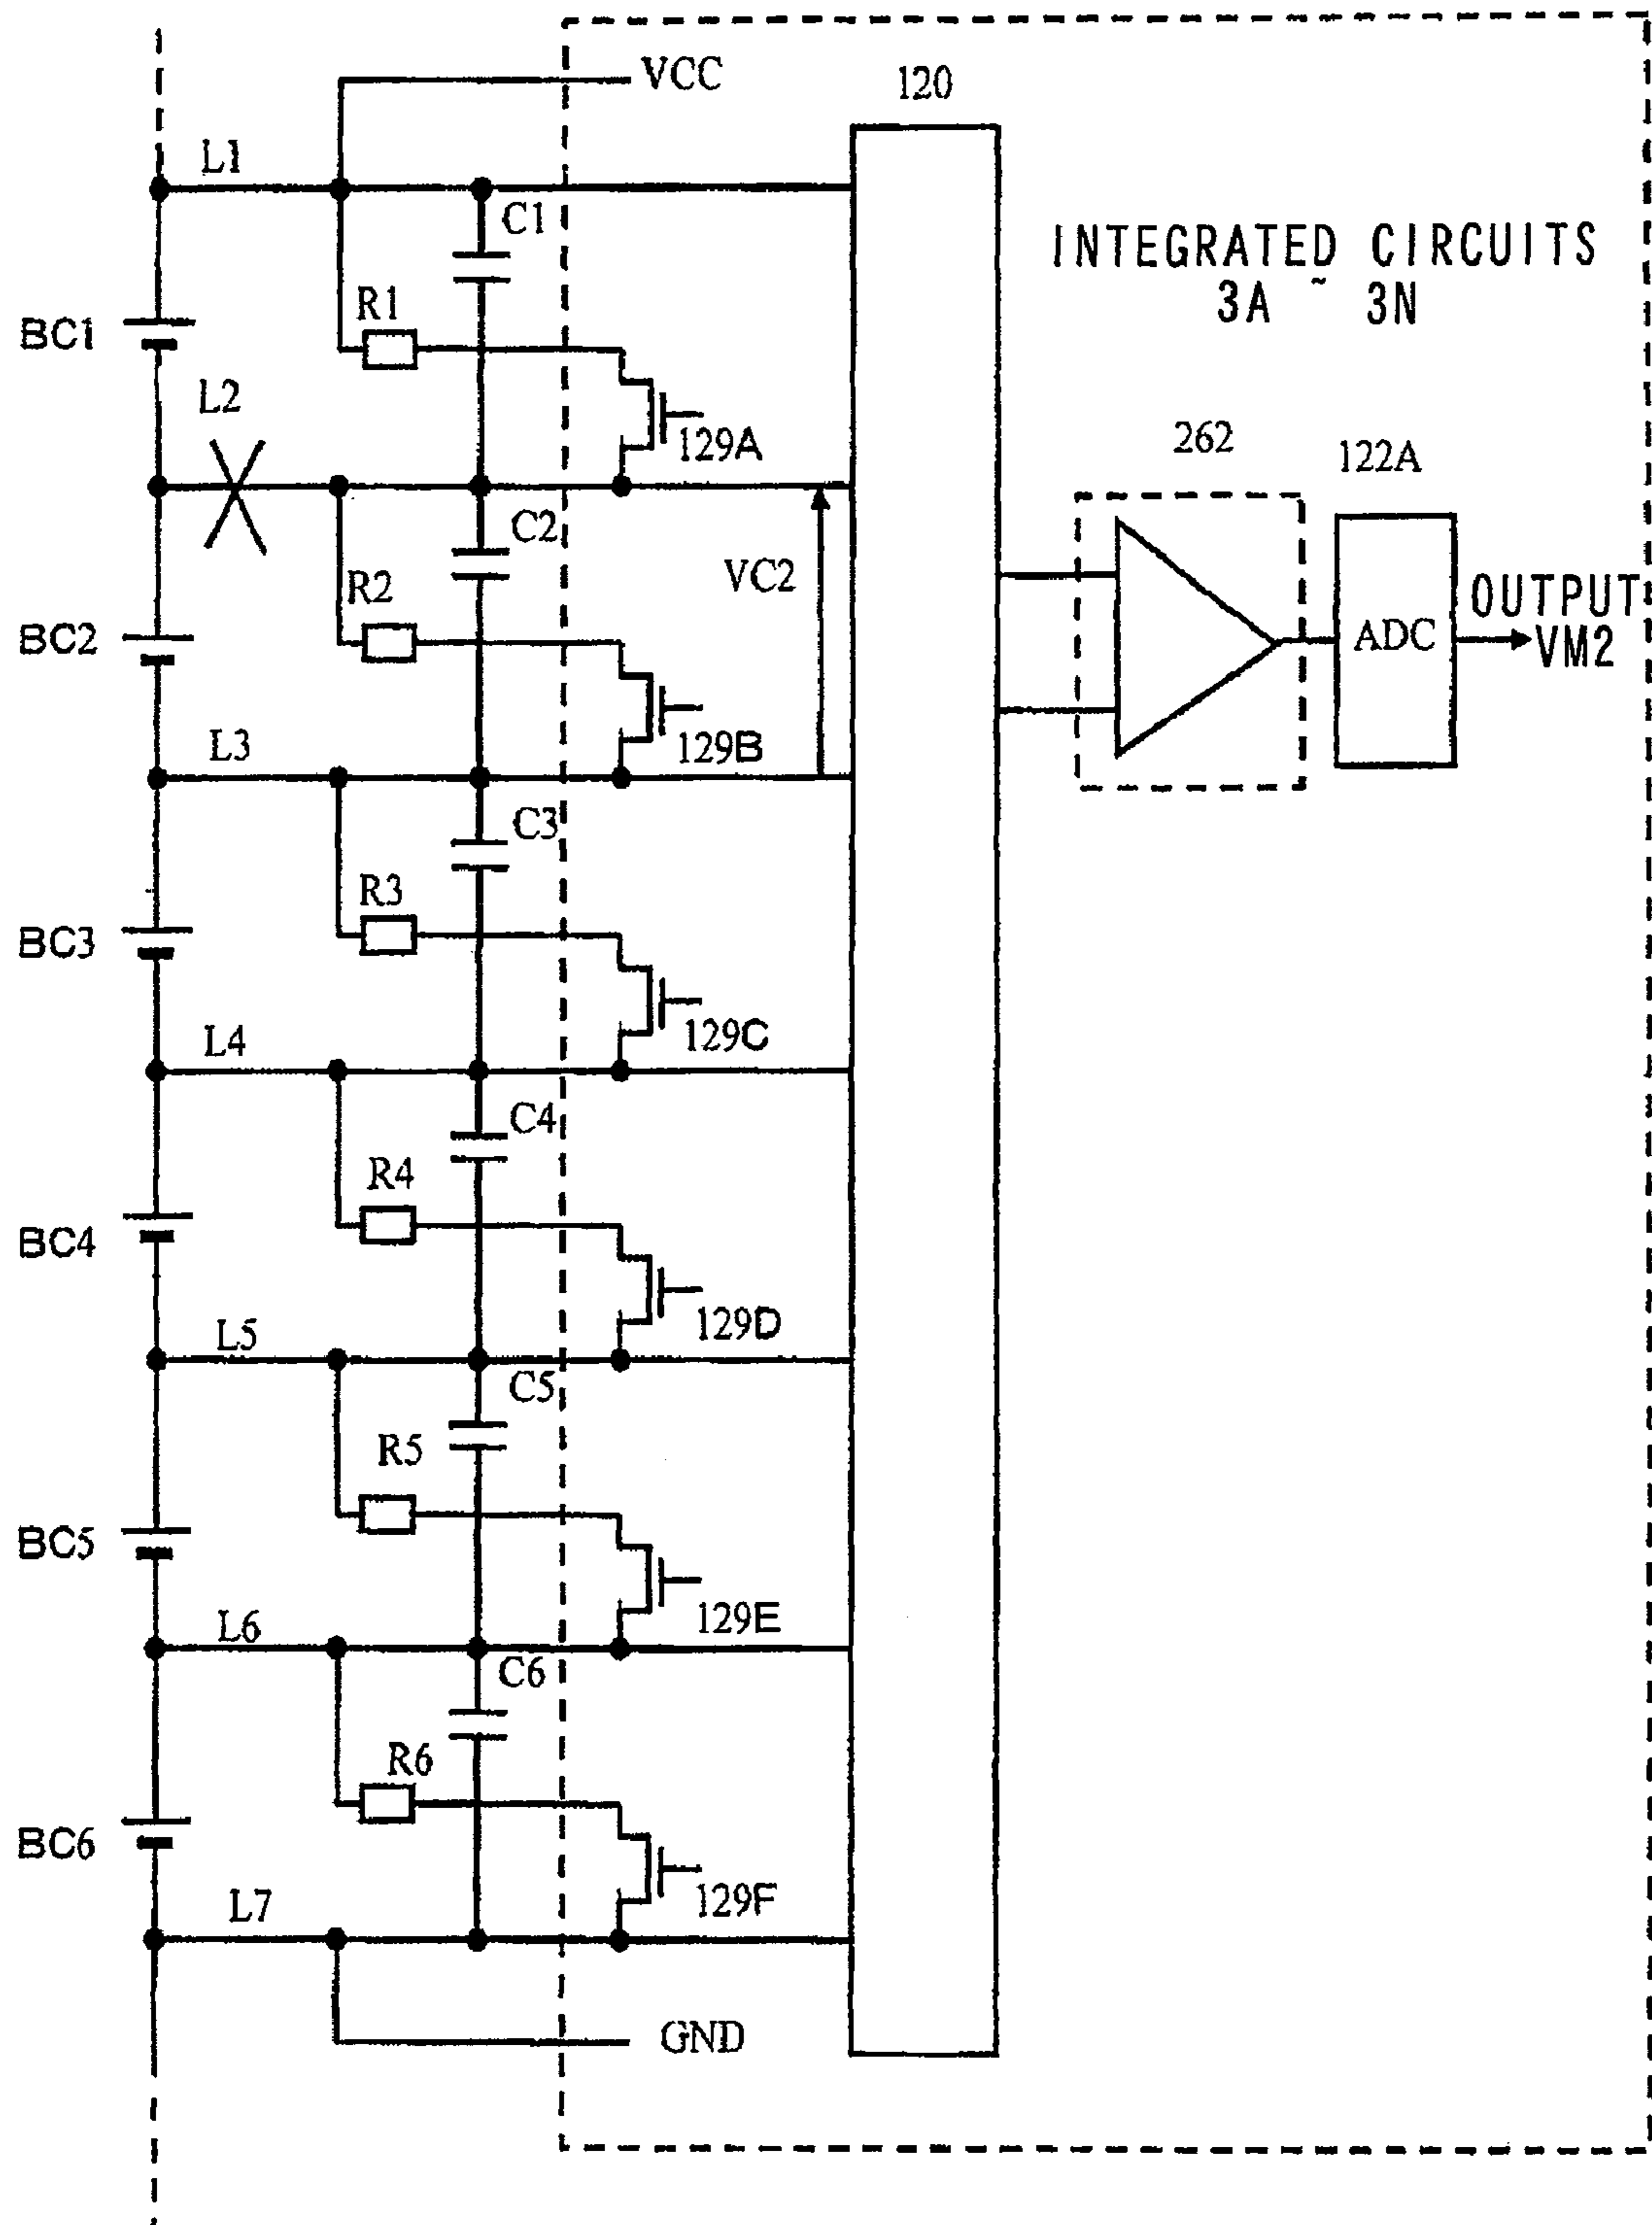 VCC
120
L1
C1
INTEGRATED CIRCUITS
3A ~ 3N
R1
BC1
L2
129A
262
122A
C2
VC2
R2
OUTPUT
VM2
ADC
BC2
129B
L3
C3
R3
BC3
129C
L4
C4
R4
BC4
129D
L5
C5
R5
BC5
129E
L6
C6
R6
BC6
129F
L7
GND